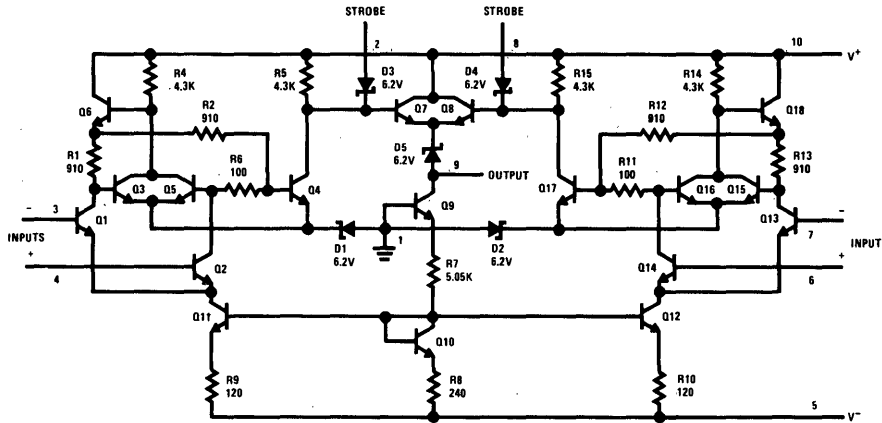 STROBE
STROBE
2
8
10
V+
R4
4.3K
R5
4.3K
D3
6.2V
D4
6.2V
R15
4.3K
R14
4.3K
Q6
R2
910
Q7
Q8
R12
910
Q18
R1
910
D5
6.2V
R13
910
R6
100
9
OUTPUT
R11
100
Q3
Q5
Q4
Q17
Q16
Q15
−
3
Q1
Q9
Q13
−
7
INPUTS
INPUT
D1
6.2V
1
D2
6.2V
+
4
Q2
R7
5.05K
Q14
+
6
Q11
Q10
Q12
R9
120
R8
240
R10
120
5
V−